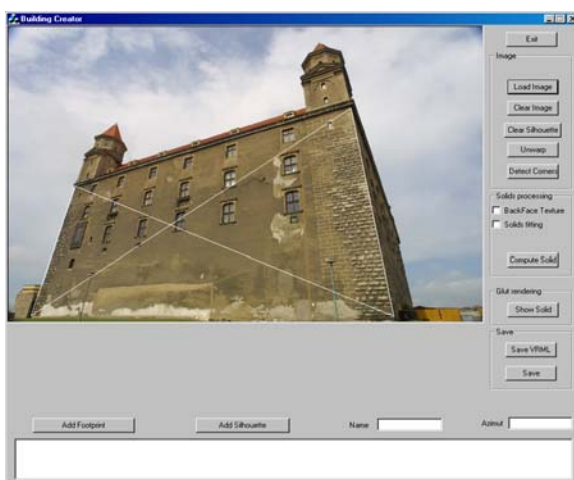 Building Creator
Exit
Image
Load Image
Clear Image
Clear Silhouette
Unwarp
Detect Corners
Solids processing
BackFace Texture
Solids fitting
Compute Solid
Glut rendering
Show Solid
Save
Save VRML
Save
Add Footprint
Add Silhouette
Name
Azimut